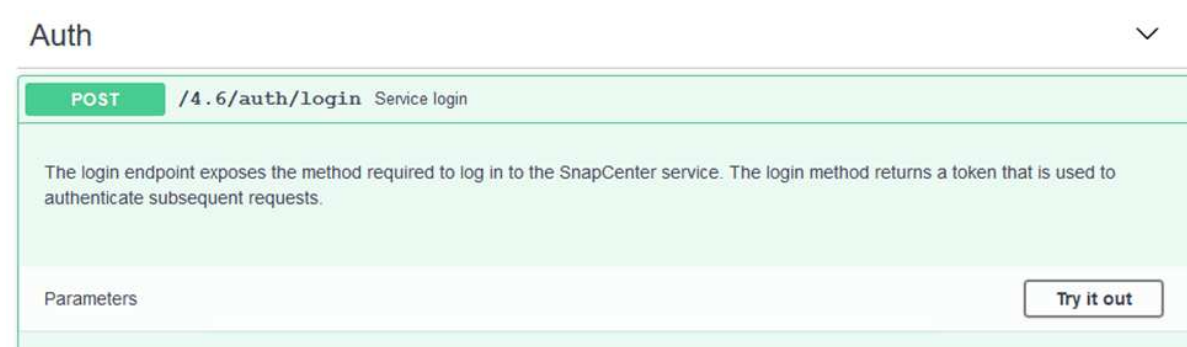 Auth
POST /4.6/auth/login Service login
The login endpoint exposes the method required to log in to the SnapCenter service. The login method returns a token that is used to
authenticate subsequent requests.
Parameters Try it out